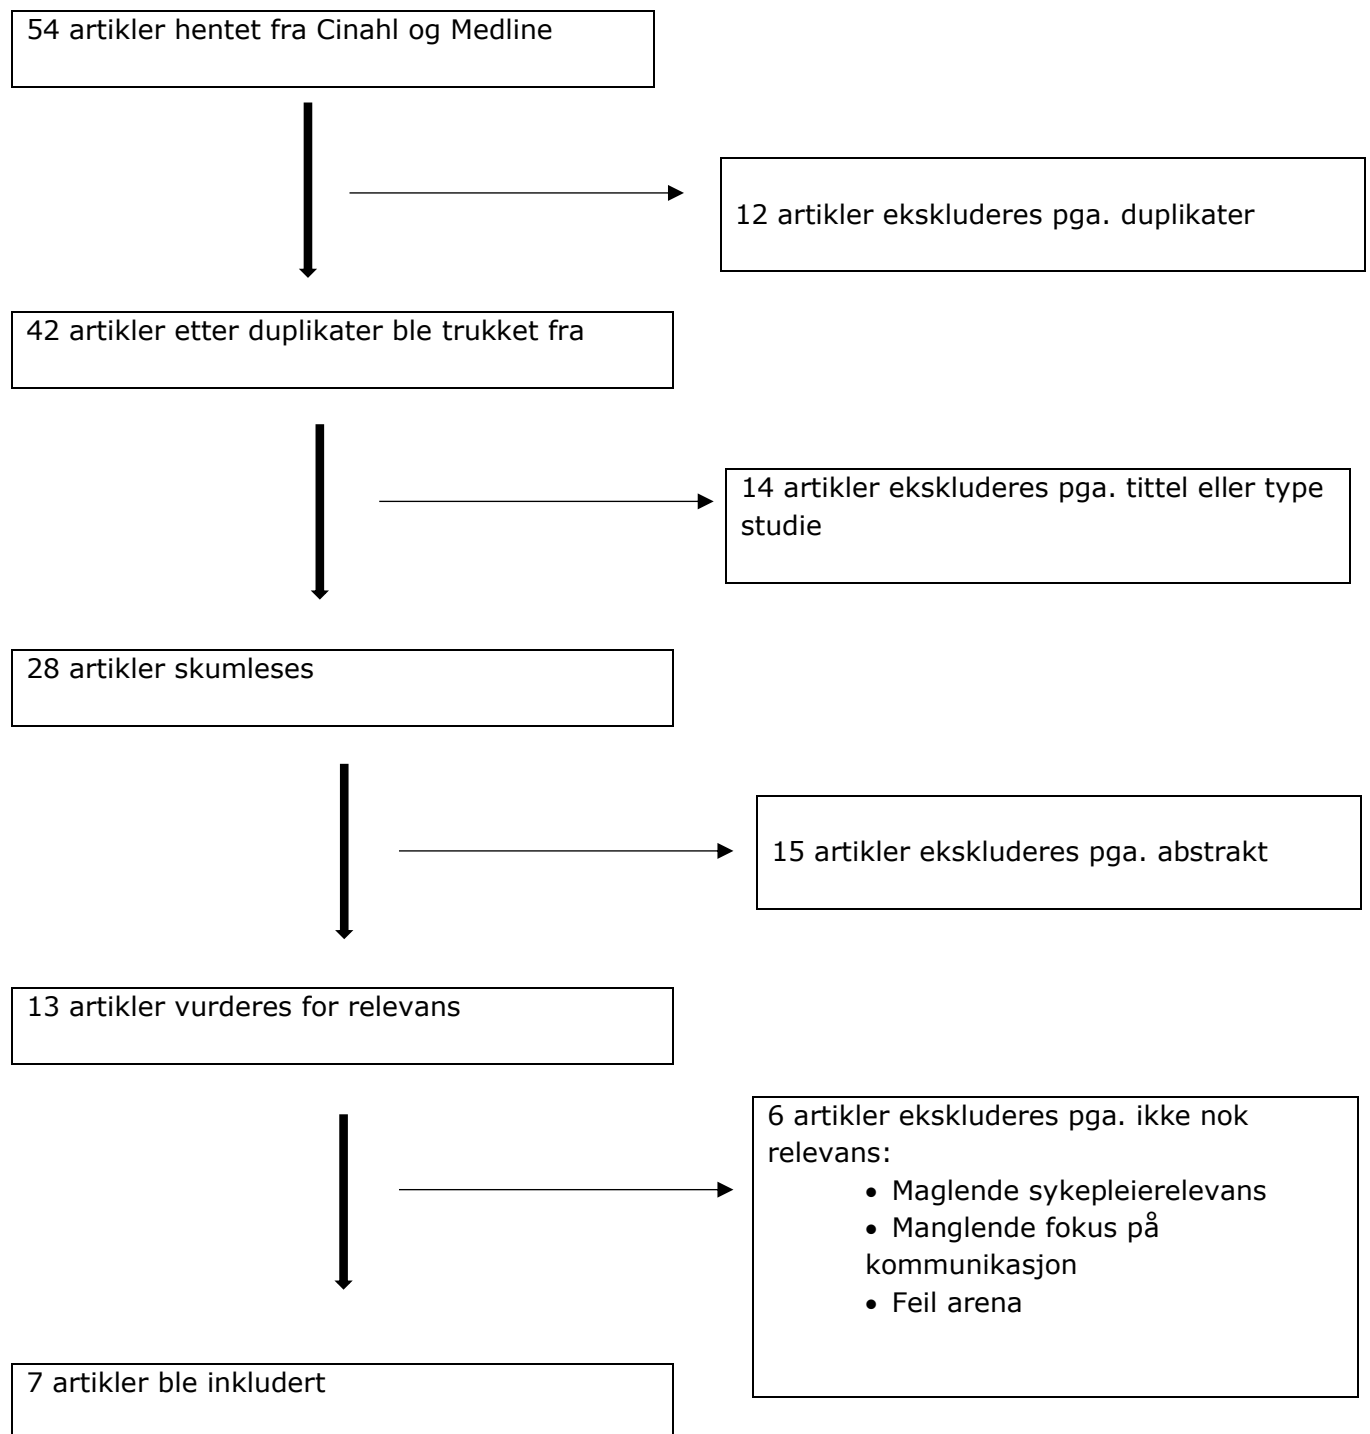 54 artikler hentet fra Cinahl og Medline
12 artikler ekskluderes pga. duplikater
42 artikler etter duplikater ble trukket fra
14 artikler ekskluderes pga. tittel eller type
studie
28 artikler skumleses
15 artikler ekskluderes pga. abstrakt
13 artikler vurderes for relevans
6 artikler ekskluderes pga. ikke nok
relevans:
• Maglende sykepleierelevans
• Manglende fokus på
kommunikasjon
• Feil arena
7 artikler ble inkludert